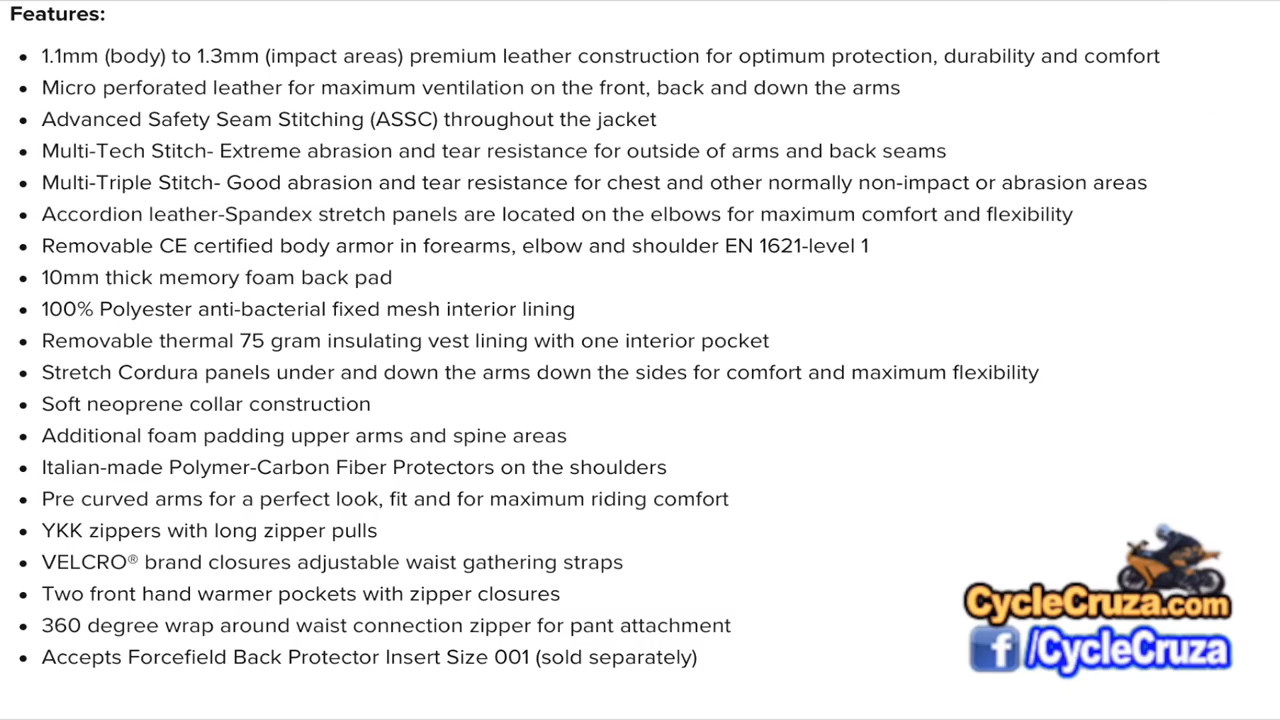 Features:
• 1.1mm (body) to 1.3mm (impact areas) premium leather construction for optimum protection, durability and comfort
• Micro perforated leather for maximum ventilation on the front, back and down the arms
• Advanced Safety Seam Stitching (ASSC) throughout the jacket
• Multi-Tech Stitch- Extreme abrasion and tear resistance for outside of arms and back seams
• Multi-Triple Stitch- Good abrasion and tear resistance for chest and other normally non-impact or abrasion areas
• Accordion leather-Spandex stretch panels are located on the elbows for maximum comfort and flexibility
• Removable CE certified body armor in forearms, elbow and shoulder EN 1621-level 1
• 10mm thick memory foam back pad
• 100% Polyester anti-bacterial fixed mesh interior lining
• Removable thermal 75 gram insulating vest lining with one interior pocket
• Stretch Cordura panels under and down the arms down the sides for comfort and maximum flexibility
• Soft neoprene collar construction
• Additional foam padding upper arms and spine areas
• Italian-made Polymer-Carbon Fiber Protectors on the shoulders
• Pre curved arms for a perfect look, fit and for maximum riding comfort
• YKK zippers with long zipper pulls
• VELCRO® brand closures adjustable waist gathering straps
• Two front hand warmer pockets with zipper closures
• 360 degree wrap around waist connection zipper for pant attachment
• Accepts Forcefield Back Protector Insert Size 001 (sold separately)
CycleCruza.com
f /CycleCruza